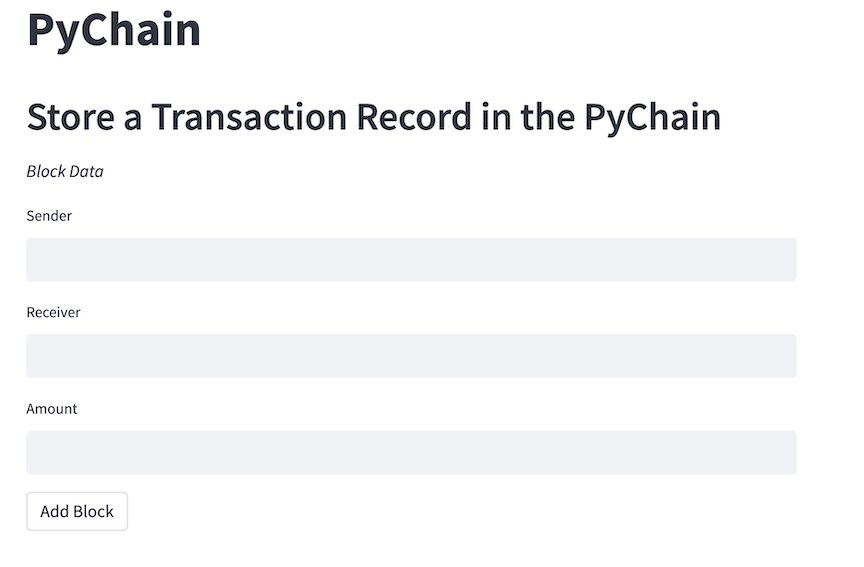 PyChain
Store a Transaction Record in the PyChain
Block Data
Sender
Receiver
Amount
Add Block